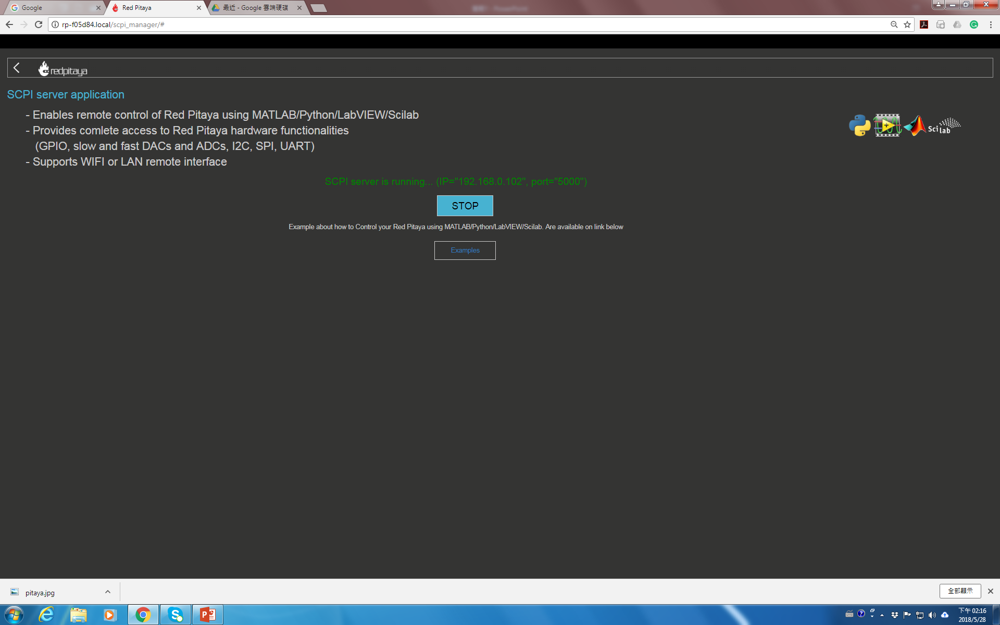 Google
Red Pitaya
最近 - Google 雲端硬碟
rp-f05d84.local/scpi_manager/#
redpitaya
SCPI server application
- Enables remote control of Red Pitaya using MATLAB/Python/LabVIEW/Scilab
- Provides comlete access to Red Pitaya hardware functionalities
(GPIO, slow and fast DACs and ADCs, I2C, SPI, UART)
- Supports WIFI or LAN remote interface
Scilab
SCPI server is running... (IP="192.168.0.102", port="5000")
STOP
Example about how to Control your Red Pitaya using MATLAB/Python/LabVIEW/Scilab. Are available on link below
Examples
pitaya.jpg
全部顯示
下午 02:16
2018/5/28